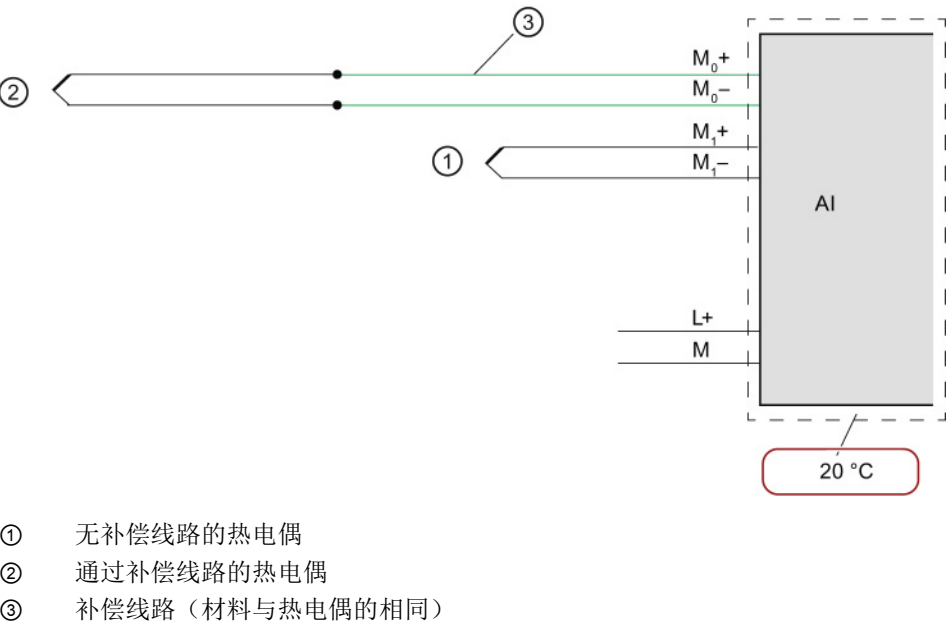 ③
M₀+
② M₀–
M₁+
① M₁–
AI
L+
M
20 °C
① 无补偿线路的热电偶
② 通过补偿线路的热电偶
③ 补偿线路（材料与热电偶的相同）